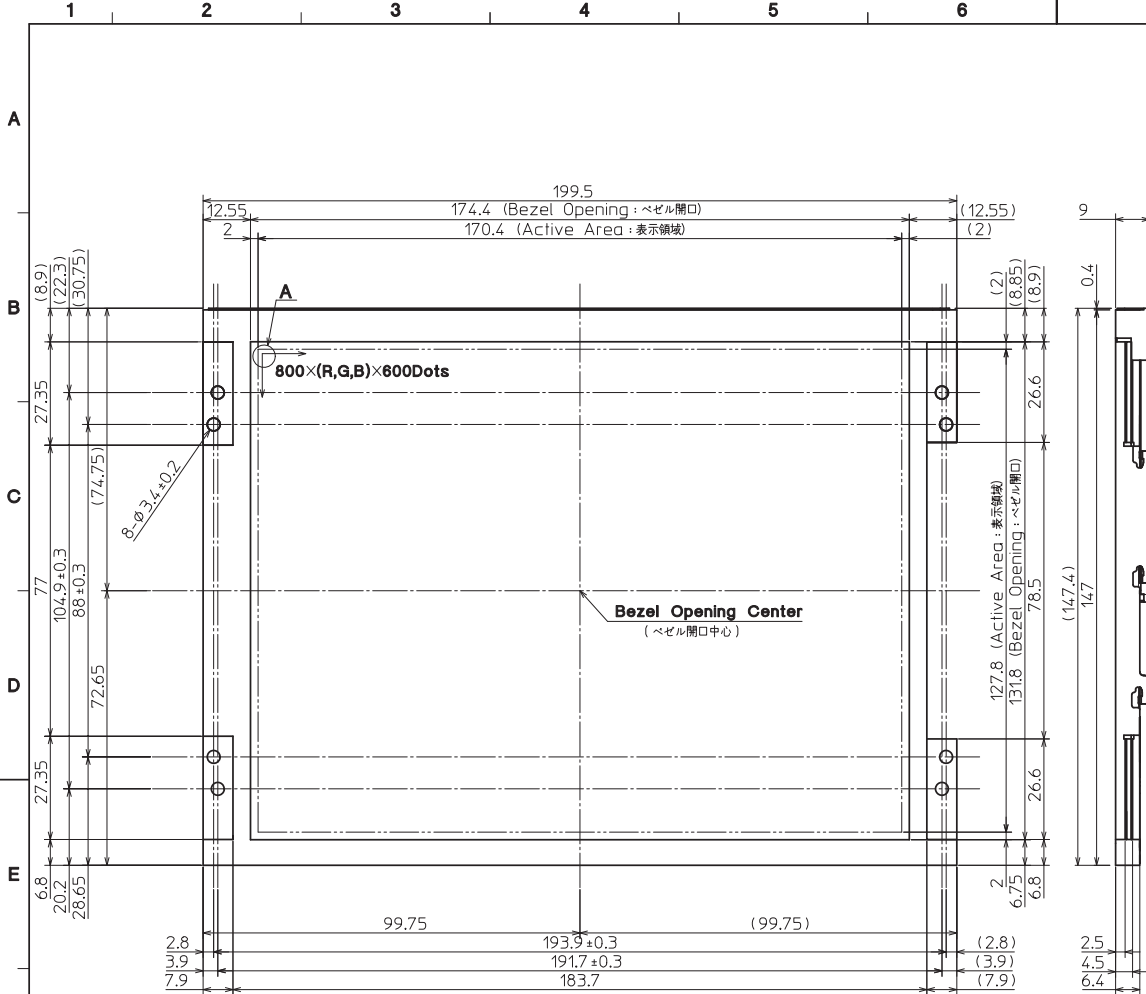 1 2 3 4 5 6
A
B
C
D
E
199.5
12.55 174.4 (Bezel Opening : ベゼル開口) (12.55)
2 170.4 (Active Area : 表示領域) (2)
9
(8.9)
(22.3)
(30.75)
(2)
(8.85)
(8.9)
0.4
A
800×(R,G,B)×600Dots
27.35
26.6
(74.75)
8-φ3.4±0.2
77
104.9±0.3
88±0.3
72.65
Bezel Opening Center
( ベゼル開口中心 )
127.8 (Active Area : 表示領域)
131.8 (Bezel Opening : ベゼル開口)
78.5
(147.4)
147
27.35
26.6
6.8
20.2
28.65
2
6.75
6.8
99.75 (99.75)
2.8 193.9±0.3 (2.8) 2.5
3.9 191.7±0.3 (3.9) 4.5
7.9 183.7 (7.9) 6.4